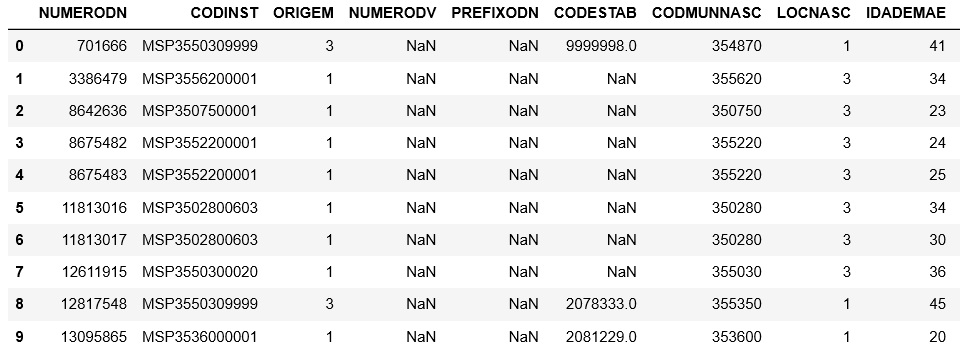 NUMERODN CODINST ORIGEM NUMERODV PREFIXODN CODESTAB CODMUNNASC LOCNASC IDADEMAE
0 701666 MSP3550309999 3 NaN NaN 9999998.0 354870 1 41
1 3386479 MSP3556200001 1 NaN NaN NaN 355620 3 34
2 8642636 MSP3507500001 1 NaN NaN NaN 350750 3 23
3 8675482 MSP3552200001 1 NaN NaN NaN 355220 3 24
4 8675483 MSP3552200001 1 NaN NaN NaN 355220 3 25
5 11813016 MSP3502800603 1 NaN NaN NaN 350280 3 34
6 11813017 MSP3502800603 1 NaN NaN NaN 350280 3 30
7 12611915 MSP3550300020 1 NaN NaN NaN 355030 3 36
8 12817548 MSP3550309999 3 NaN NaN 2078333.0 355350 1 45
9 13095865 MSP3536000001 1 NaN NaN 2081229.0 353600 1 20